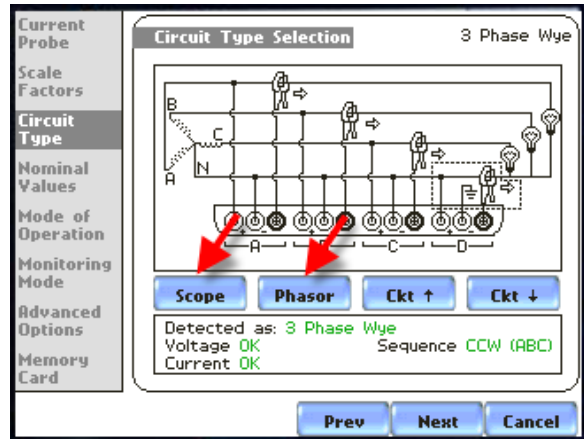 Current
Probe
Scale
Factors
Circuit
Type
Nominal
Values
Mode of
Operation
Monitoring
Mode
Advanced
Options
Memory
Card
Circuit Type Selection
3 Phase Wye
B
C
N
A
A
C
D
Scope
Phasor
Ckt ↑
Ckt ↓
Detected as: 3 Phase Wye
Voltage OK Sequence CCW (ABC)
Current OK
Prev
Next
Cancel